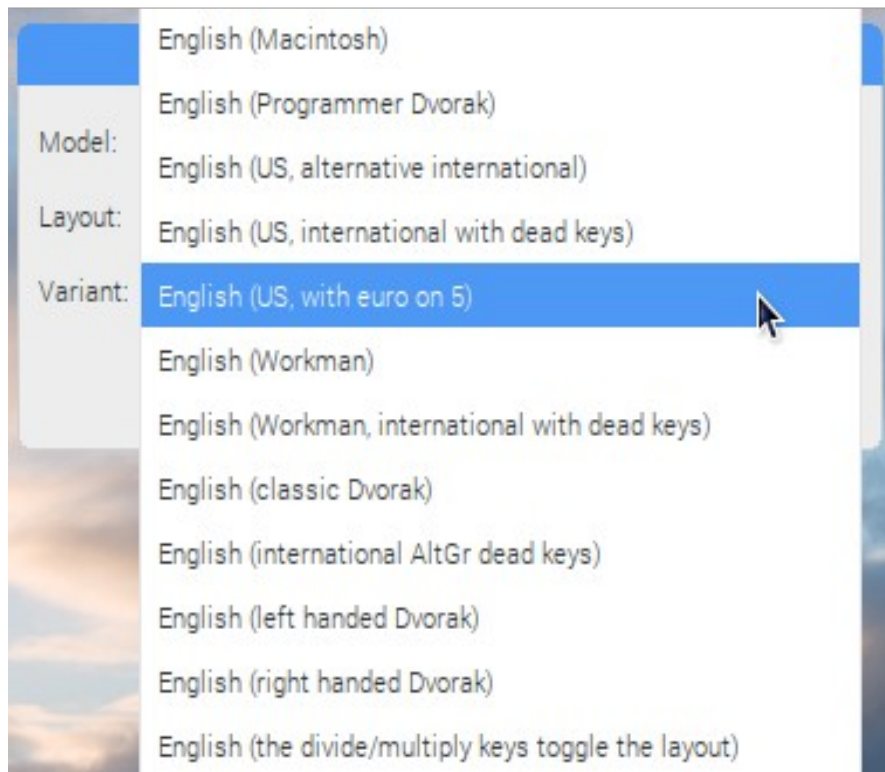 English (Macintosh)
English (Programmer Dvorak)
Model:
English (US, alternative international)
Layout:
English (US, international with dead keys)
Variant:
English (US, with euro on 5)
English (Workman)
English (Workman, international with dead keys)
English (classic Dvorak)
English (international AltGr dead keys)
English (left handed Dvorak)
English (right handed Dvorak)
English (the divide/multiply keys toggle the layout)